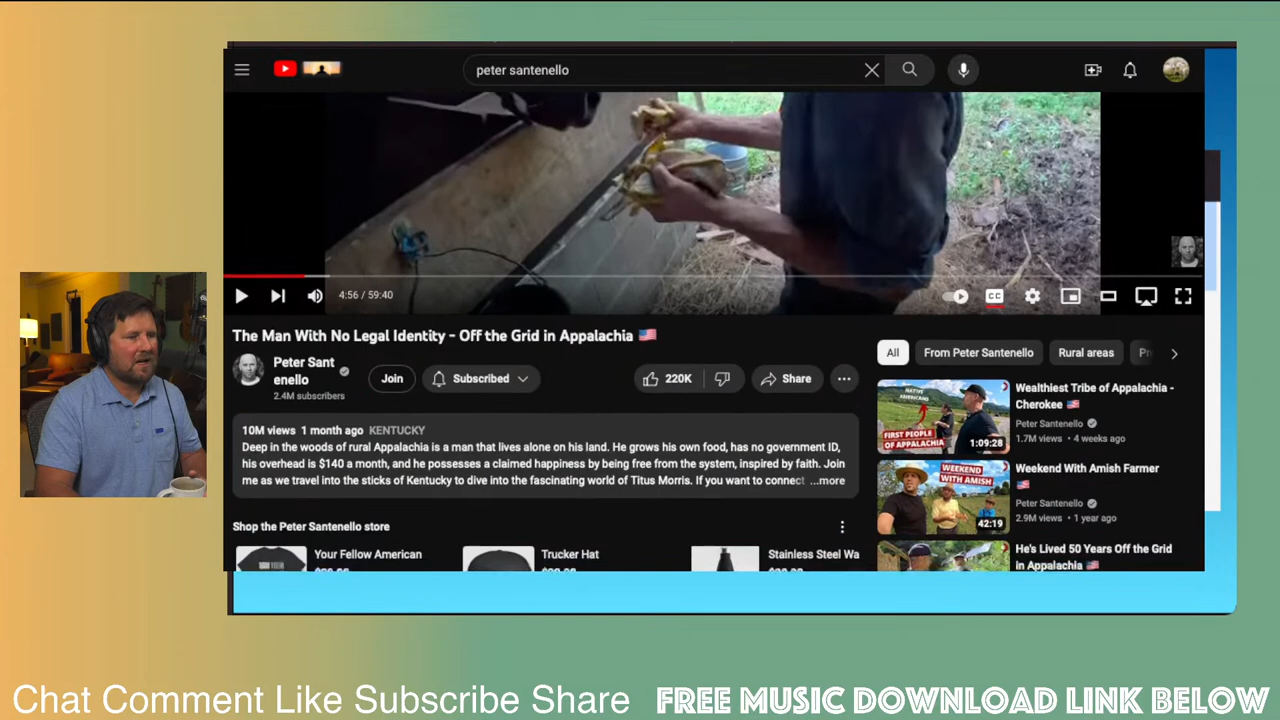 peter santenello
4:56 / 59:40
CC
The Man With No Legal Identity - Off the Grid in Appalachia
Peter Sant
enello
2.4M subscribers
Join
Subscribed
220K
Share
10M views 1 month ago KENTUCKY
Deep in the woods of rural Appalachia is a man that lives alone on his land. He grows his own food, has no government ID,
his overhead is $140 a month, and he possesses a claimed happiness by being free from the system, inspired by faith. Join
me as we travel into the sticks of Kentucky to dive into the fascinating world of Titus Morris. If you want to connect ...more
Shop the Peter Santenello store
Your Fellow American
Trucker Hat
Stainless Steel Wa
All
From Peter Santenello
Rural areas
NATIVE
AMERICANS
FIRST PEOPLE
OF APPALACHIA
1:09:28
Wealthiest Tribe of Appalachia -
Cherokee
Peter Santenello
1.7M views • 4 weeks ago
WEEKEND
WITH AMISH
42:19
Weekend With Amish Farmer
Peter Santenello
2.9M views • 1 year ago
He's Lived 50 Years Off the Grid
in Appalachia
Chat Comment Like Subscribe Share
FREE MUSIC DOWNLOAD LINK BELOW